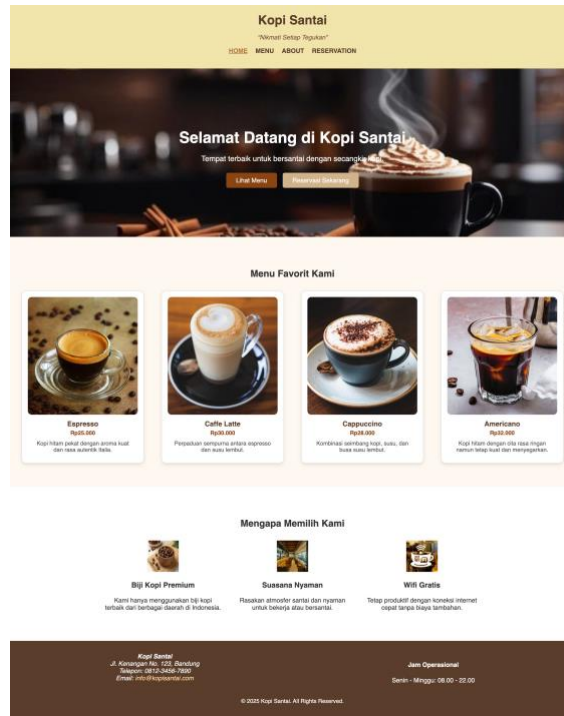 Kopi Santai
"Nikmati Setiap Tegukan"
HOME MENU ABOUT RESERVATION
Selamat Datang di Kopi Santai
Tempat terbaik untuk bersantai dengan secangkir kopi.
Lihat Menu Reservasi Sekarang
Menu Favorit Kami
Espresso
Rp25.000
Kopi hitam pekat dengan aroma kuat
dan rasa autentik Italia.
Caffe Latte
Rp30.000
Perpaduan sempurna antara espresso
dan susu lembut.
Cappuccino
Rp28.000
Kombinasi seimbang kopi, susu, dan
busa susu lembut.
Americano
Rp32.000
Kopi hitam dengan cita rasa ringan
namun tetap kuat dan menyegarkan.
Mengapa Memilih Kami
Biji Kopi Premium
Kami hanya menggunakan biji kopi
terbaik dari berbagai daerah di Indonesia.
Suasana Nyaman
Rasakan atmosfer santai dan nyaman
untuk bekerja atau bersantai.
Wifi Gratis
Tetap produktif dengan koneksi internet
cepat tanpa biaya tambahan.
Kopi Santai
Jl. Kenangan No. 123, Bandung
Telepon: 0812-3456-7890
Email: info@kopisantai.com
Jam Operasional
Senin - Minggu: 08.00 - 22.00
© 2025 Kopi Santai. All Rights Reserved.